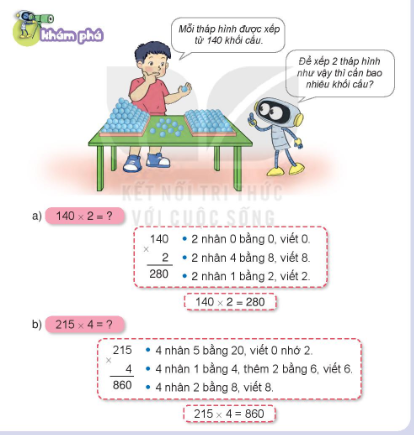 khám phá
Mỗi tháp hình được xếp
từ 140 khối cầu.
Để xếp 2 tháp hình
như vậy thì cần bao
nhiêu khối cầu?
KẾT NỐI TRI THỨC
VỚI CUỘC SỐNG
a) 140 × 2 = ?
140 • 2 nhân 0 bằng 0, viết 0.
×
2 • 2 nhân 4 bằng 8, viết 8.
280 • 2 nhân 1 bằng 2, viết 2.
140 × 2 = 280
b) 215 × 4 = ?
215 • 4 nhân 5 bằng 20, viết 0 nhớ 2.
×
4 • 4 nhân 1 bằng 4, thêm 2 bằng 6, viết 6.
860 • 4 nhân 2 bằng 8, viết 8.
215 × 4 = 860